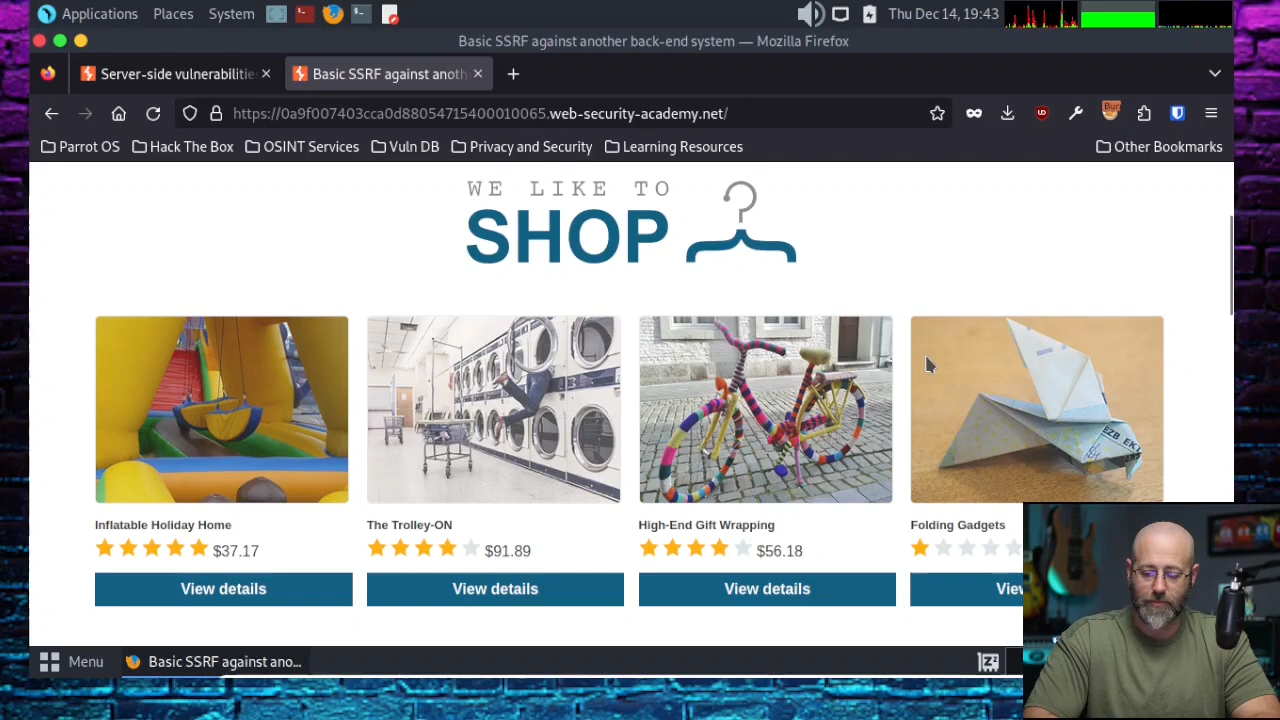 Applications Places System Thu Dec 14, 19:43
Basic SSRF against another back-end system — Mozilla Firefox
Server-side vulnerabilitie Basic SSRF against anoth
https://0a9f007403cca0d88054715400010065.web-security-academy.net/
Parrot OS Hack The Box OSINT Services Vuln DB Privacy and Security Learning Resources Other Bookmarks
WE LIKE TO
SHOP
EZB EK
Inflatable Holiday Home The Trolley-ON High-End Gift Wrapping Folding Gadgets
$37.17 $91.89 $56.18
View details View details View details
Menu Basic SSRF against ano...